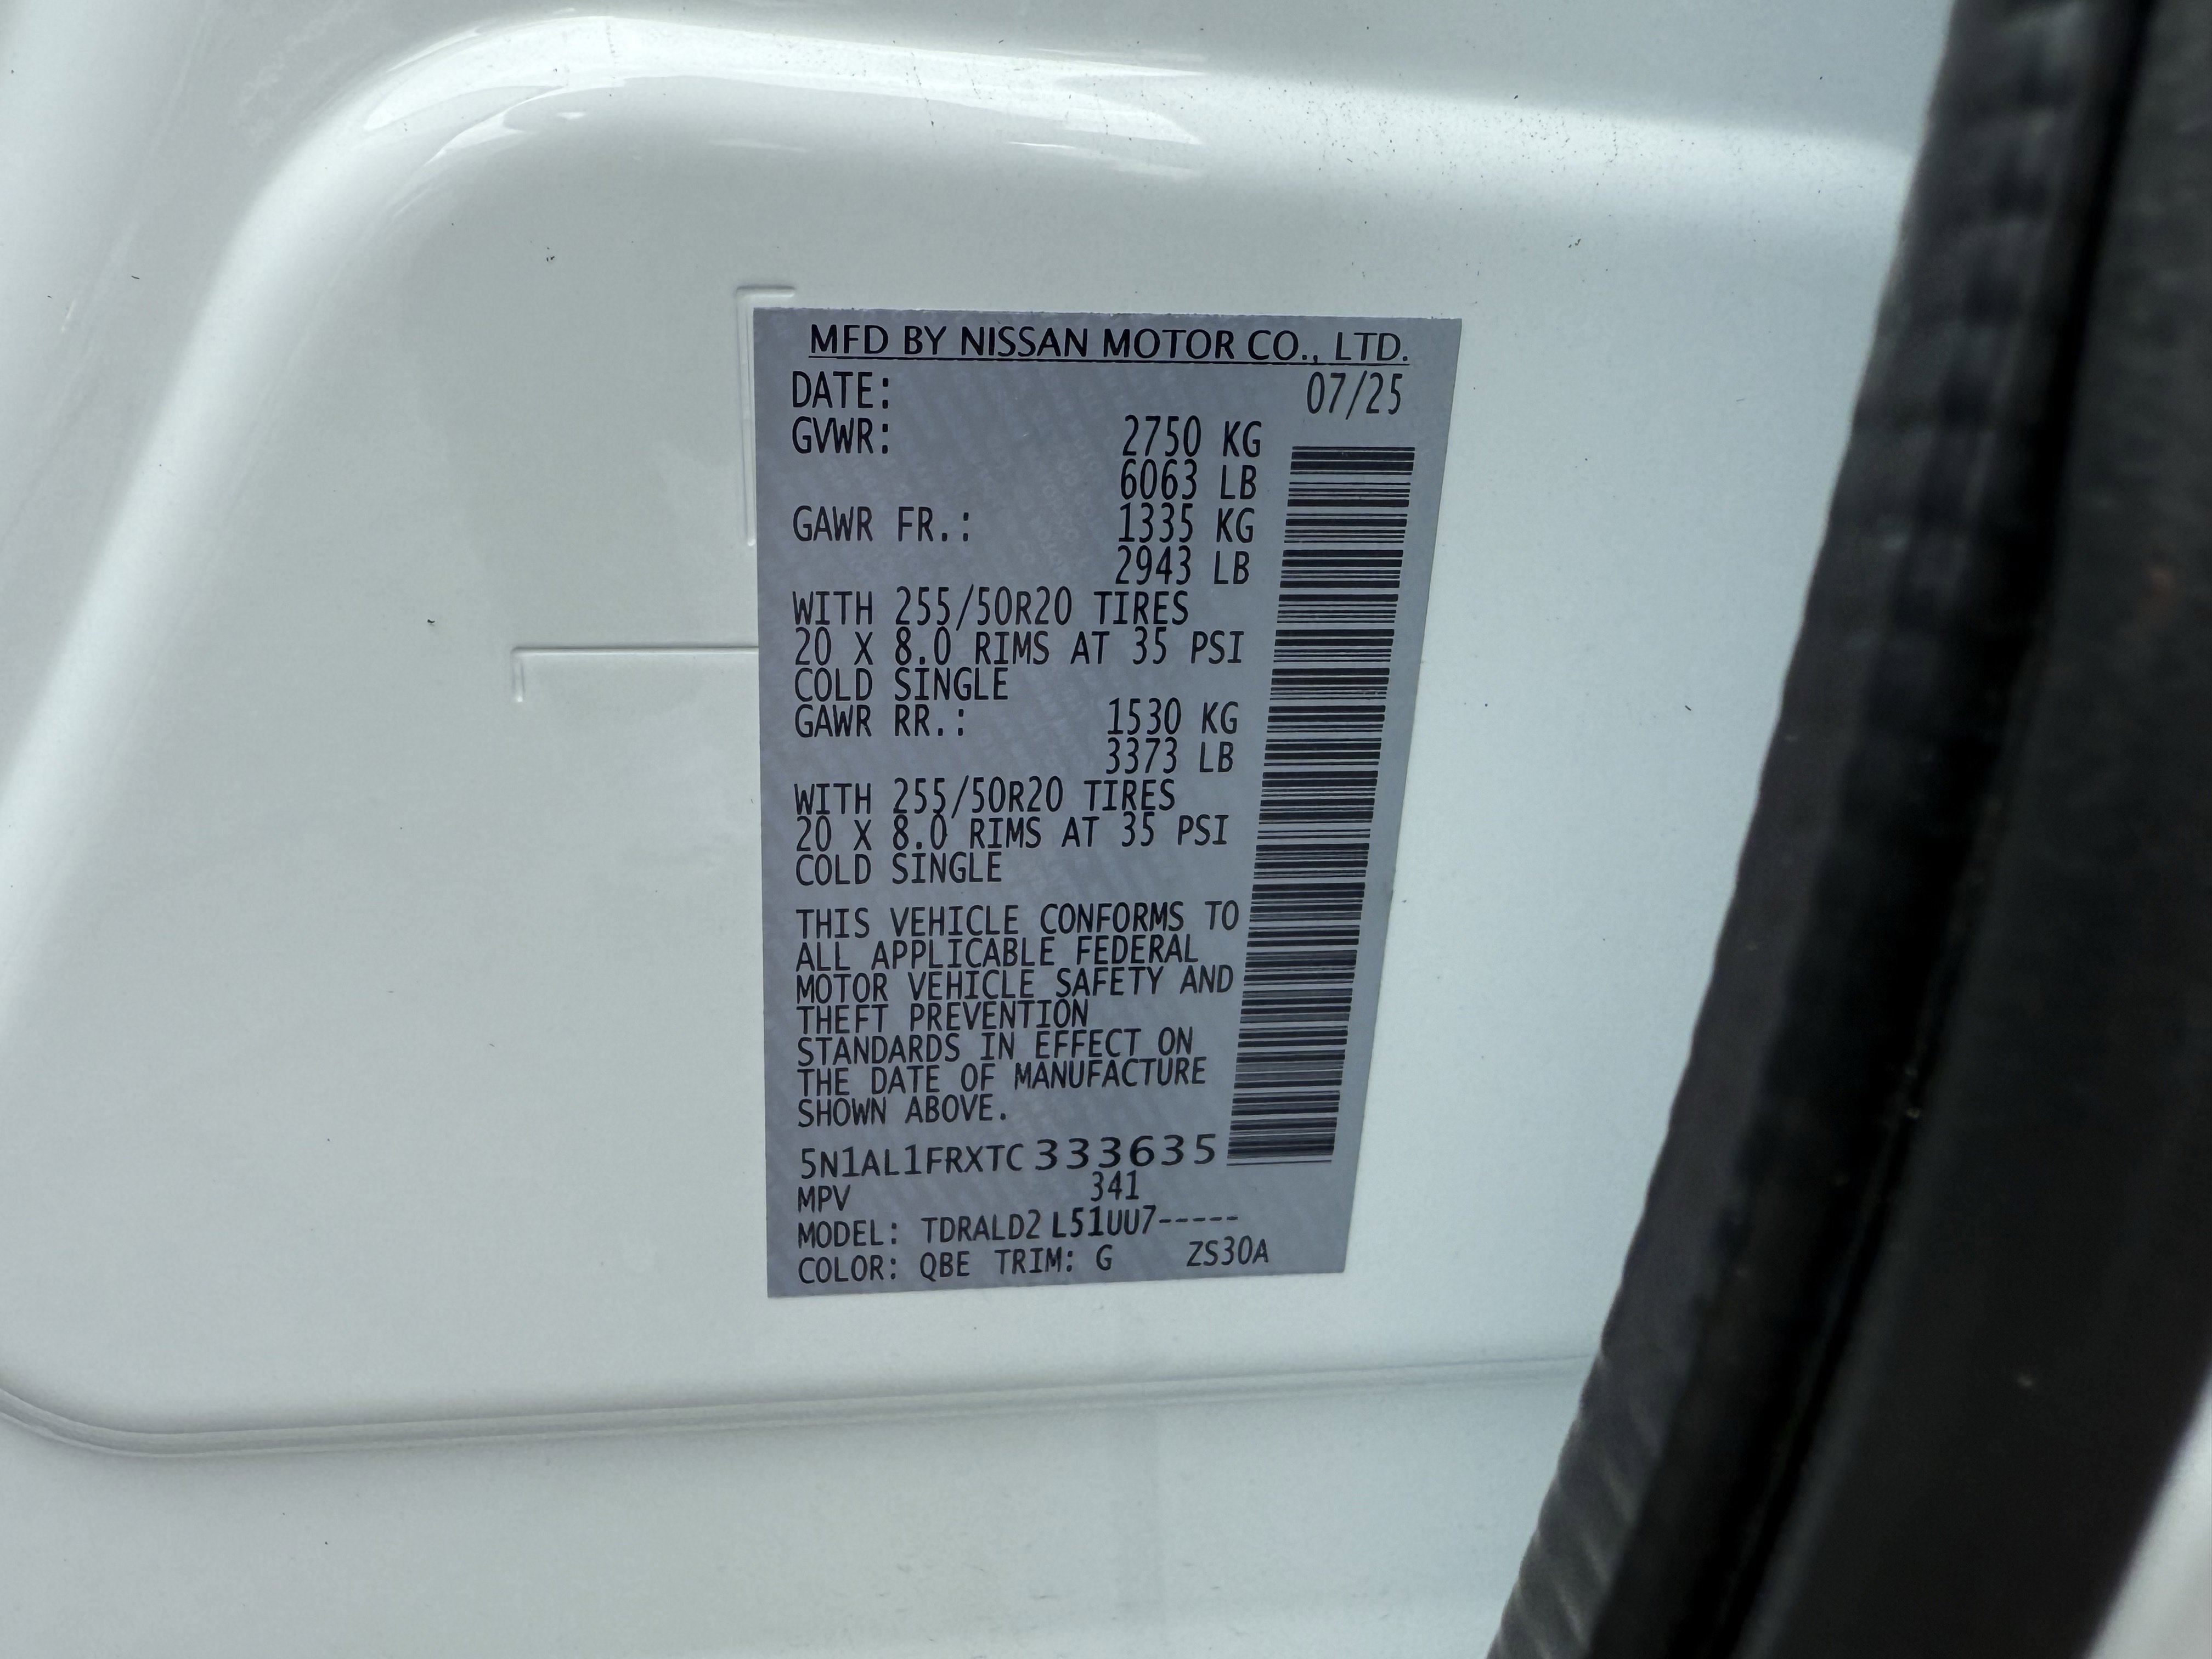 MFD BY NISSAN MOTOR CO., LTD.
DATE: 07/25
GVWR: 2750 KG
6063 LB
GAWR FR.: 1335 KG
2943 LB
WITH 255/50R20 TIRES
20 X 8.0 RIMS AT 35 PSI
COLD SINGLE
GAWR RR.: 1530 KG
3373 LB
WITH 255/50R20 TIRES
20 X 8.0 RIMS AT 35 PSI
COLD SINGLE
THIS VEHICLE CONFORMS TO
ALL APPLICABLE FEDERAL
MOTOR VEHICLE SAFETY AND
THEFT PREVENTION
STANDARDS IN EFFECT ON
THE DATE OF MANUFACTURE
SHOWN ABOVE.
5N1AL1FRXTC333635
MPV 341
MODEL: TDRALD2 L51UU7-----
COLOR: QBE TRIM: G ZS30A